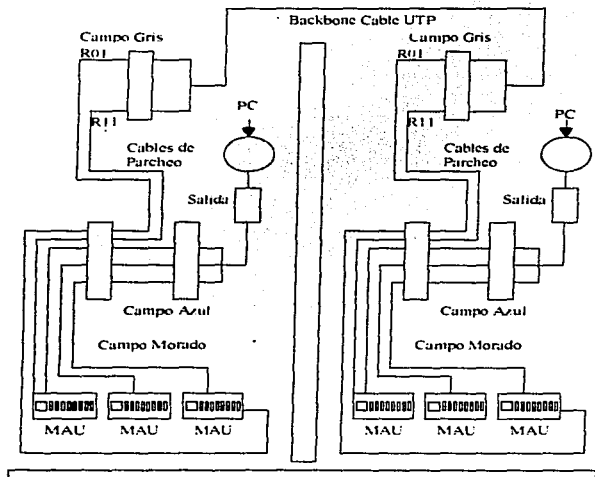 Backbone Cable UTP
Campo Gris
R01
R11
PC
Cables de
Parcheo
Salida
Campo Azul
Campo Morado
MAU
MAU
MAU
Campo Gris
R01
R11
PC
Cables de
Parcheo
Salida
Campo Azul
Campo Morado
MAU
MAU
MAU